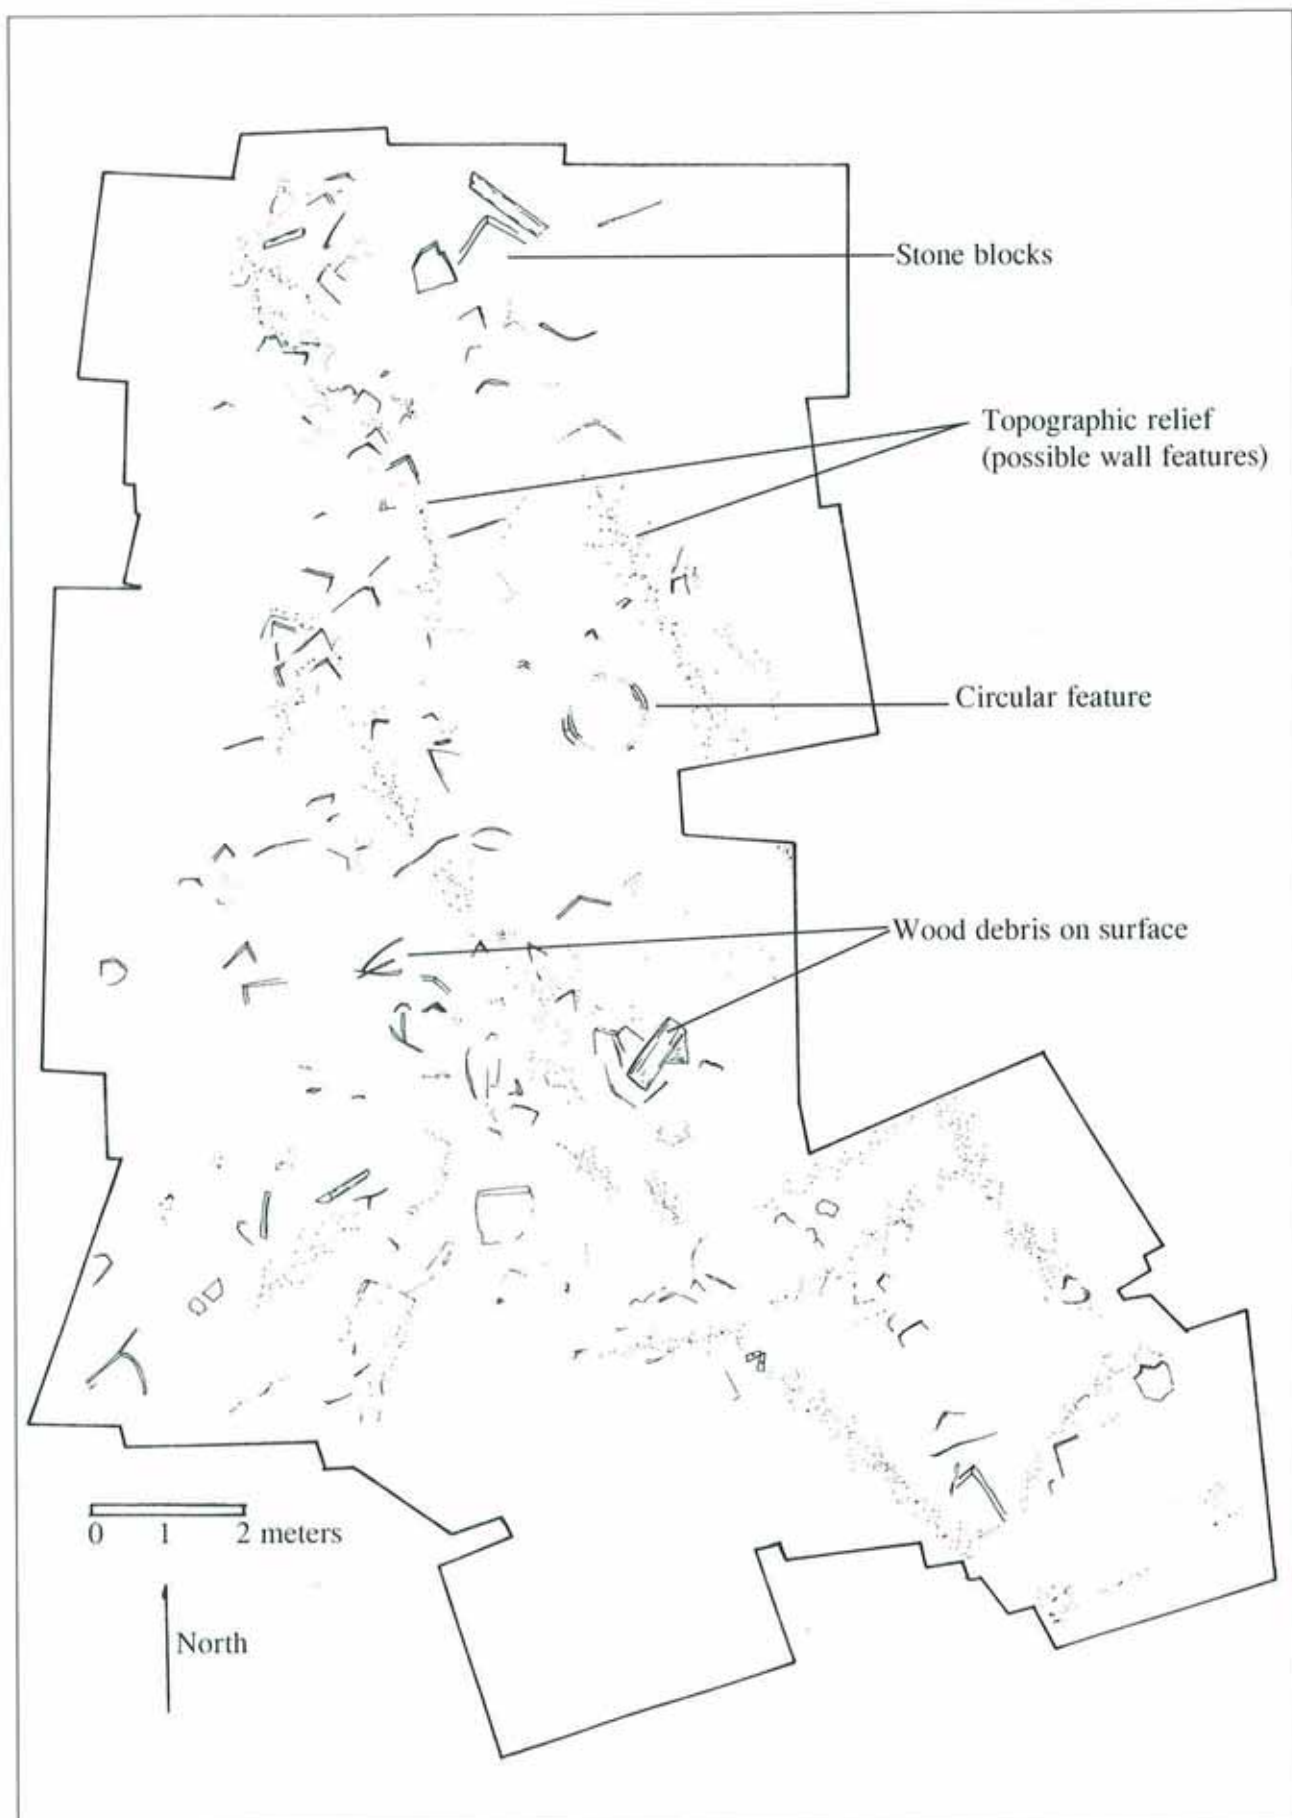 Stone blocks
Topographic relief
(possible wall features)
Circular feature
Wood debris on surface
0 1 2 meters
North